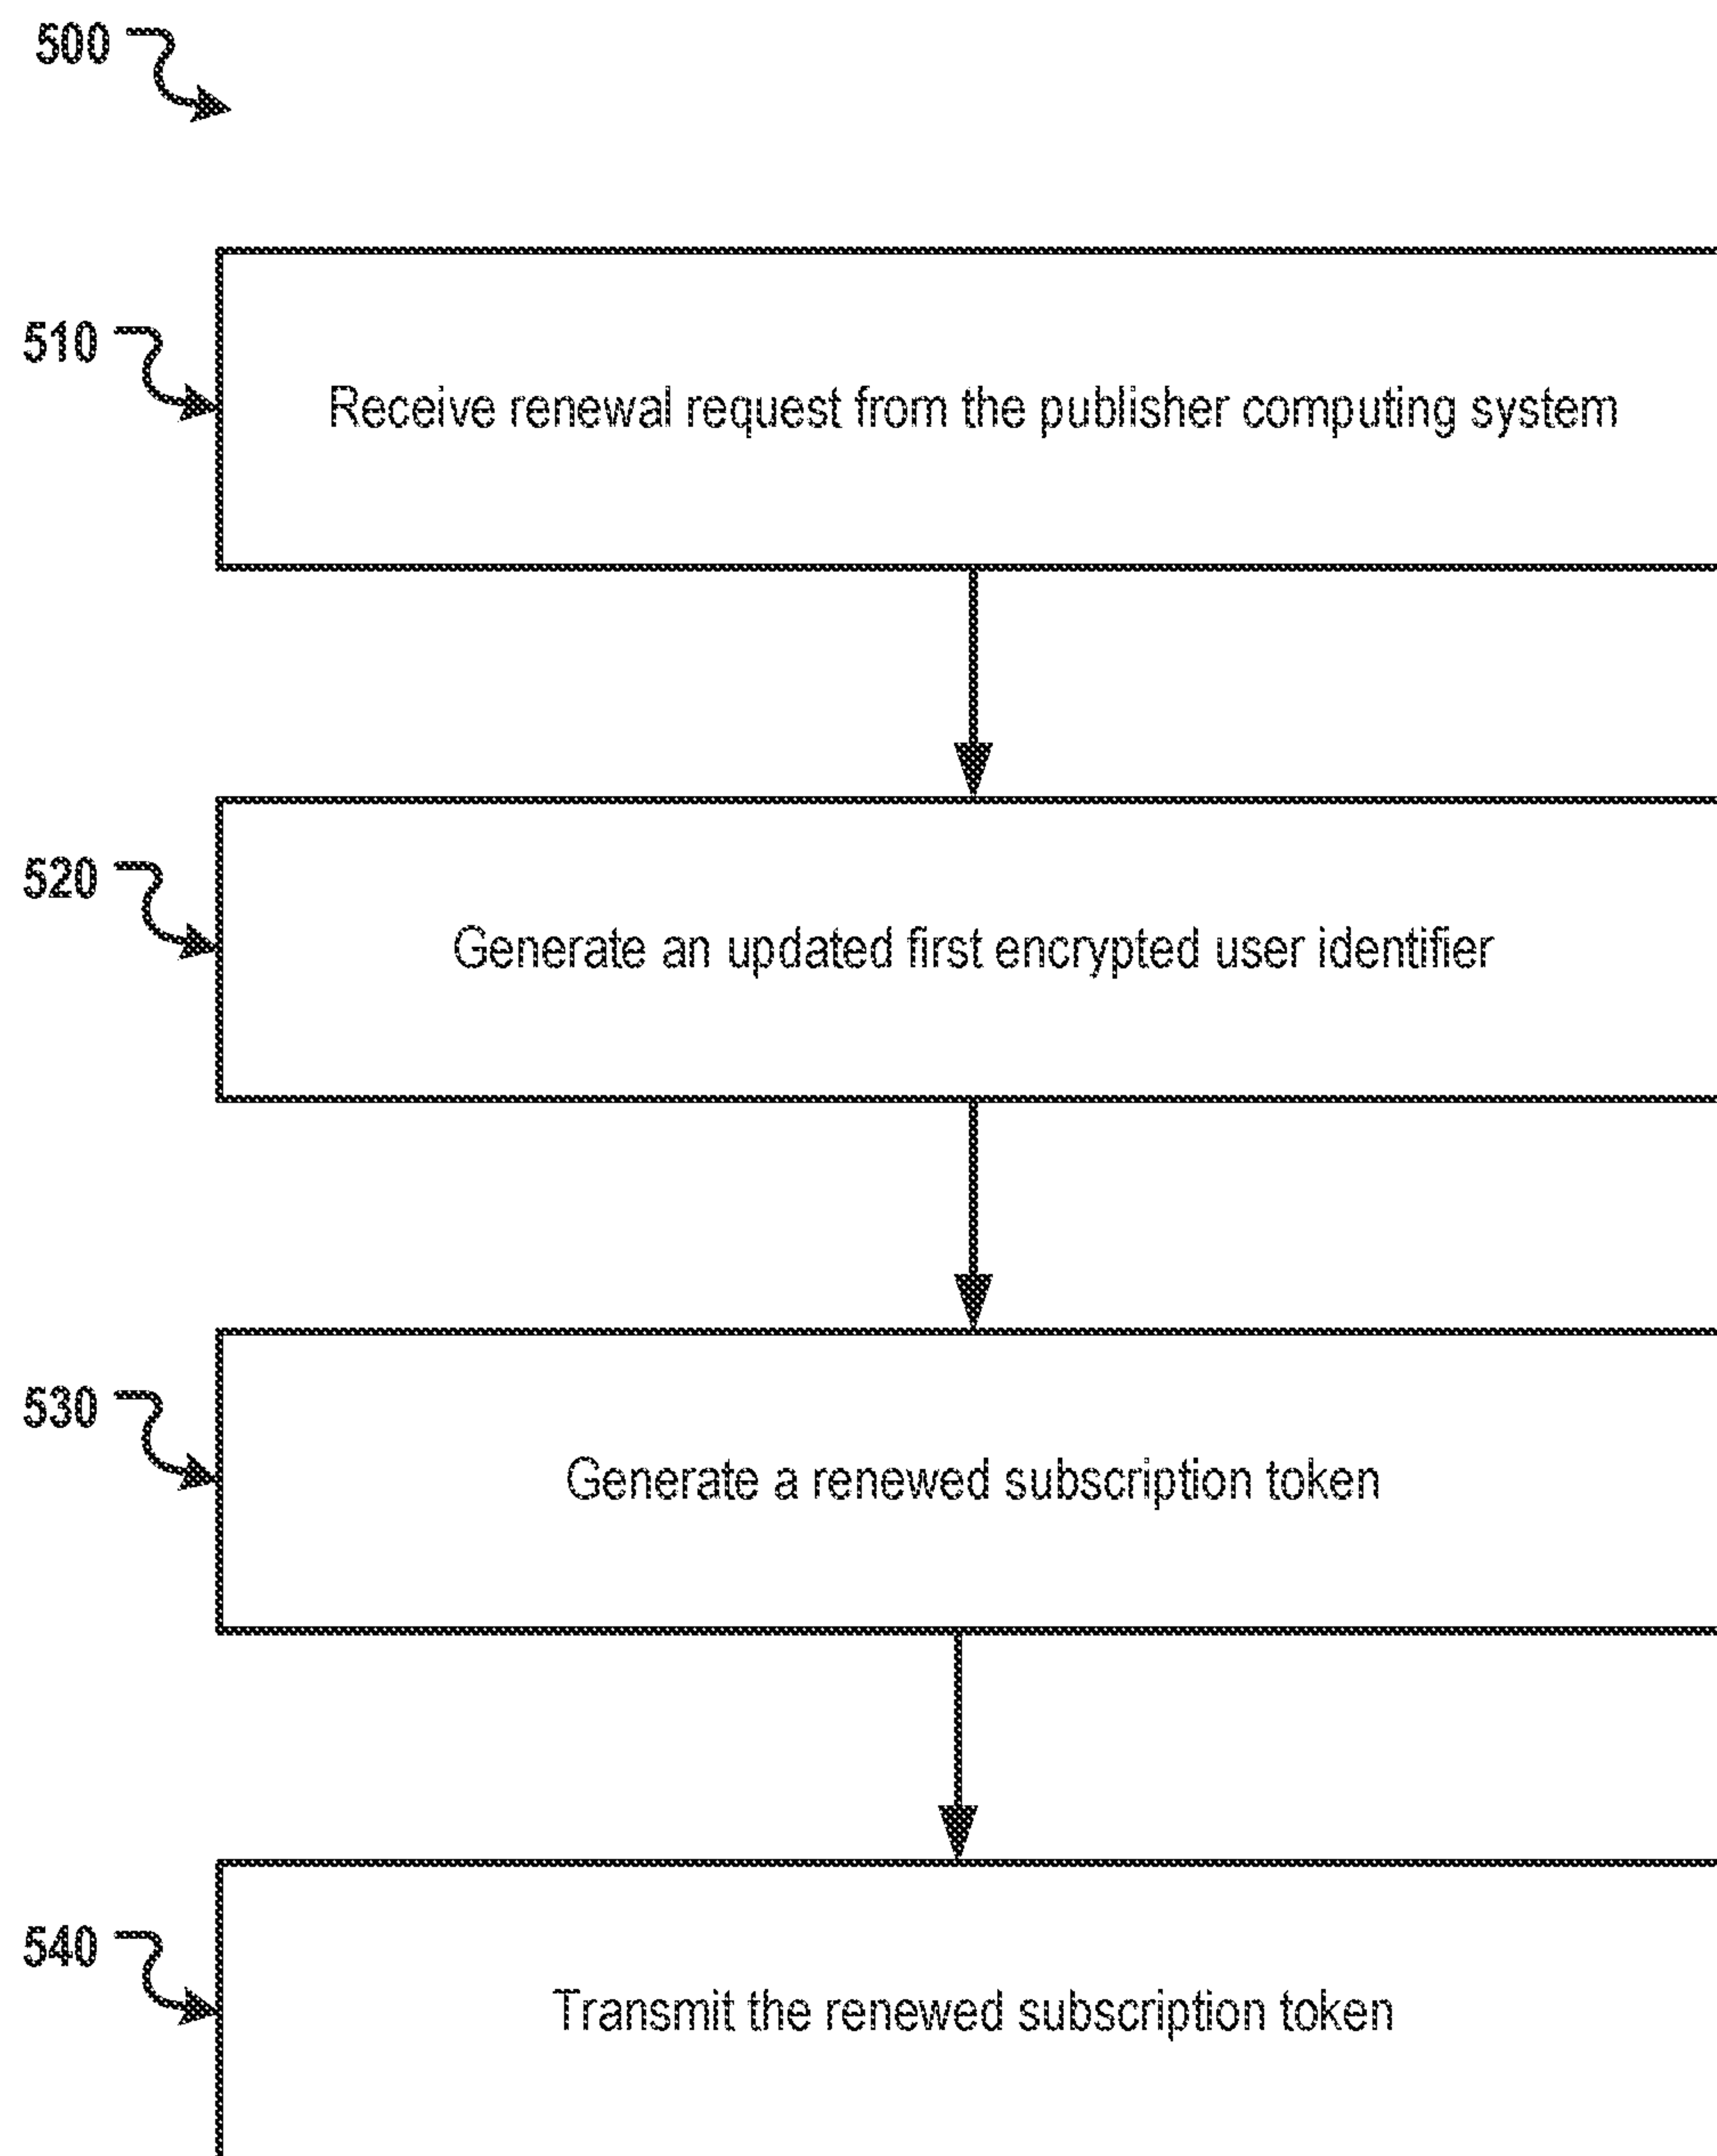 500
510
Receive renewal request from the publisher computing system
520
Generate an updated first encrypted user identifier
530
Generate a renewed subscription token
540
Transmit the renewed subscription token